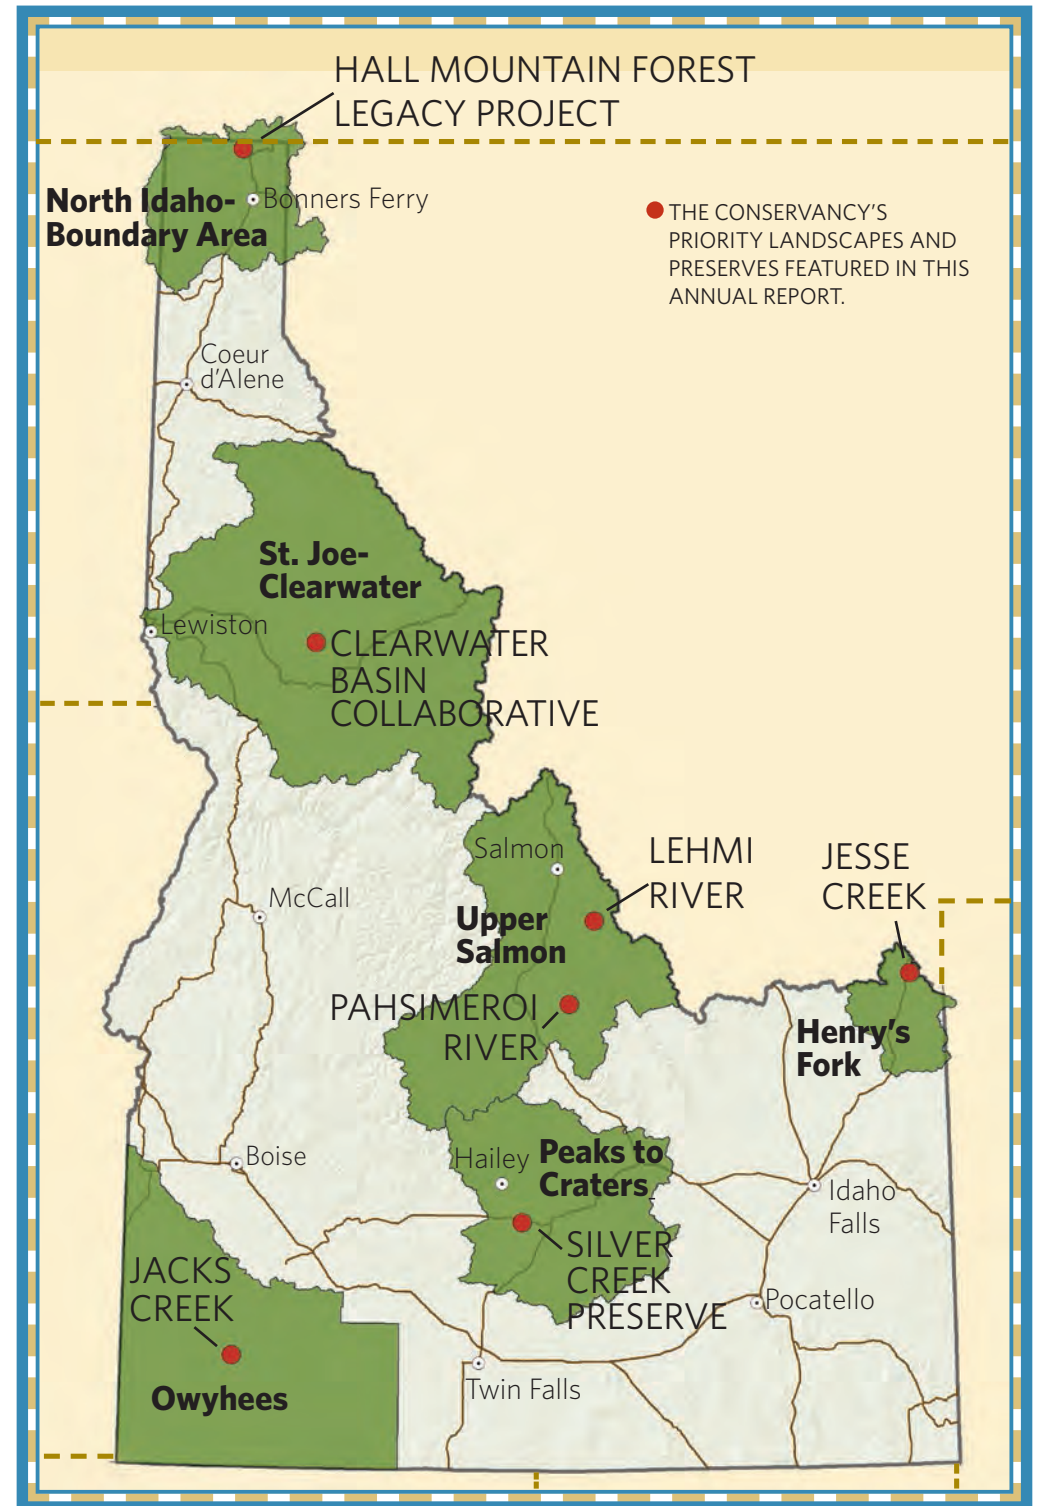 HALL MOUNTAIN FOREST
LEGACY PROJECT
North Idaho-
Boundary Area
Bonners Ferry
THE CONSERVANCY'S
PRIORITY LANDSCAPES AND
PRESERVES FEATURED IN THIS
ANNUAL REPORT.
Coeur
d'Alene
St. Joe-
Clearwater
Lewiston
CLEARWATER
BASIN
COLLABORATIVE
Salmon
LEHMI
RIVER
JESSE
CREEK
McCall
Upper
Salmon
PAHSIMEROI
RIVER
Henry's
Fork
Boise
Hailey
Peaks to
Craters
Idaho
Falls
SILVER
CREEK
PRESERVE
JACKS
CREEK
Pocatello
Twin Falls
Owyhees